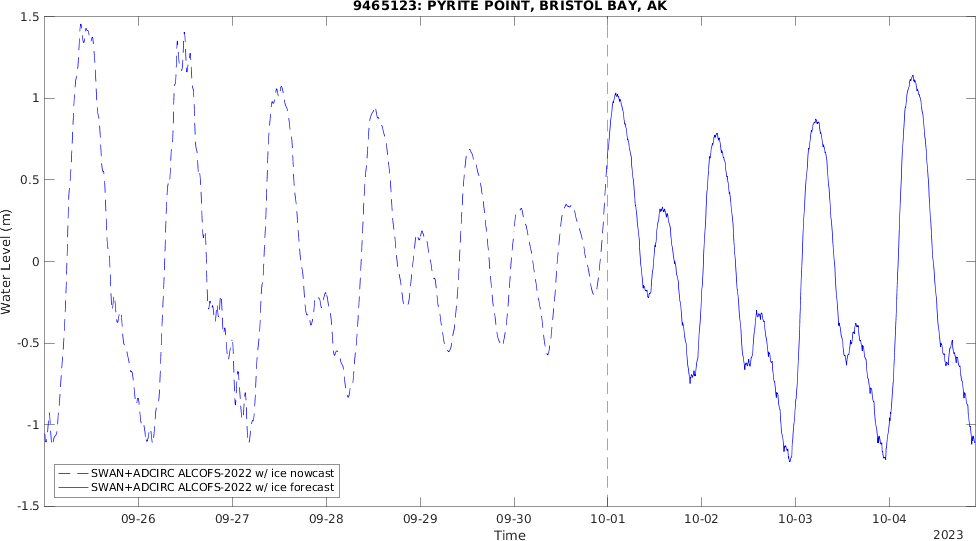 9465123: PYRITE POINT, BRISTOL BAY, AK
1.5
1
0.5
0
-0.5
-1
-1.5
Water Level (m)
SWAN+ADCIRC ALCOFS-2022 w/ ice nowcast
SWAN+ADCIRC ALCOFS-2022 w/ ice forecast
09-26 09-27 09-28 09-29 09-30 10-01 10-02 10-03 10-04
Time
2023